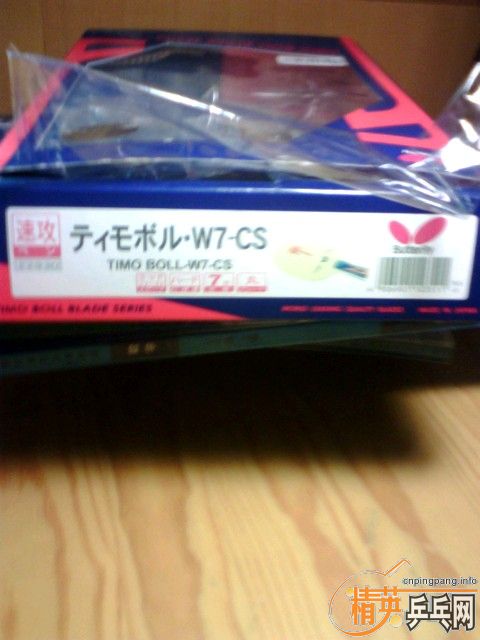 速攻
ティモボル・W7-CS
TIMO BOLL-W7-CS
Butterfly
7
TIMO BOLL BLADE SERIES
MADE IN JAPAN
cnpingpang.info
精英乒乓网